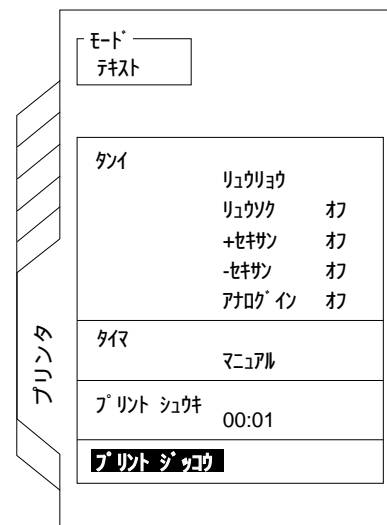 モード
テキスト
タンイ
リュウリョウ
リュウソク オフ
+セキサン オフ
-セキサン オフ
アナログイン オフ
タイマ
マニュアル
プリント シュウキ
00:01
プリント ジッコウ
プリンタ